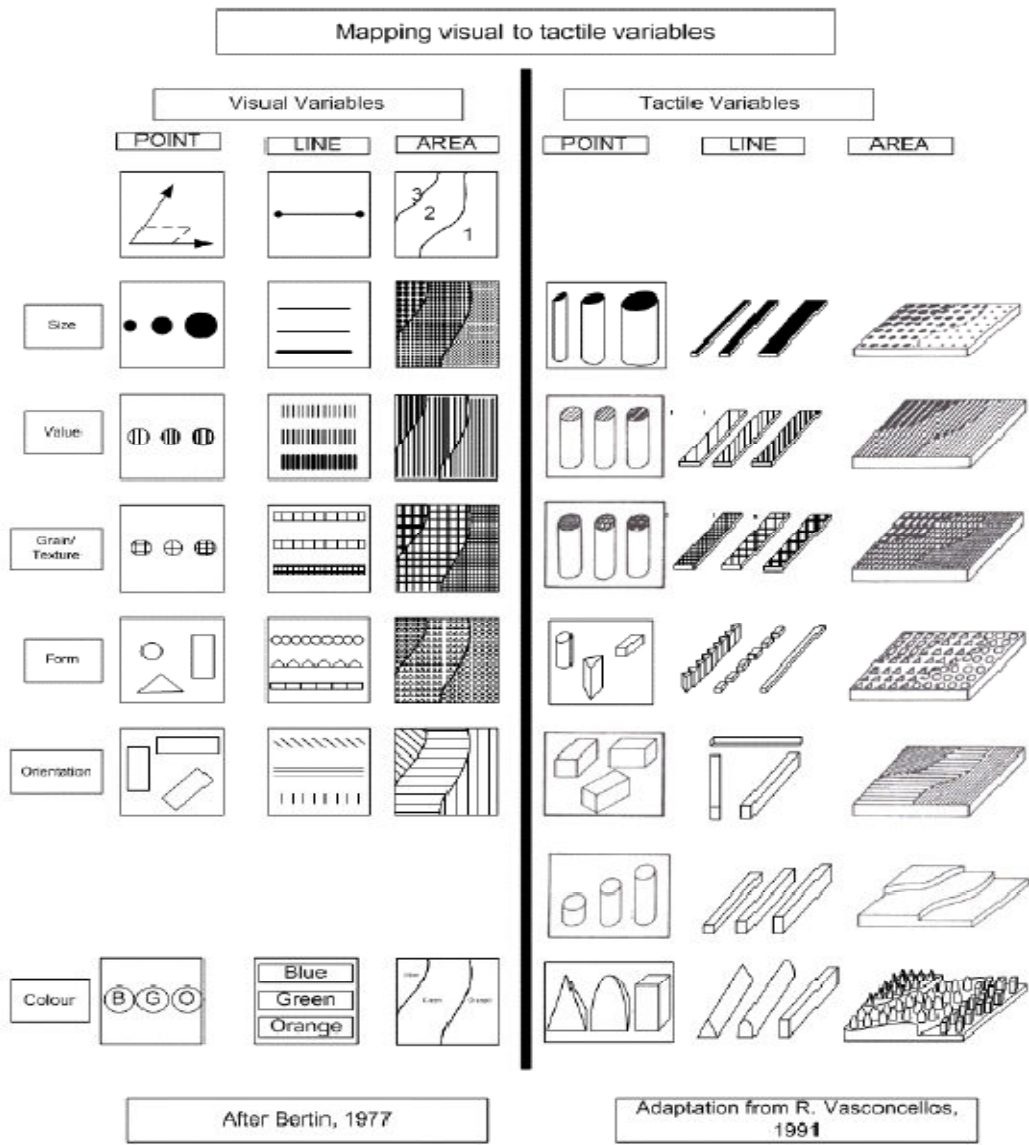 Mapping visual to tactile variables
Visual Variables
Tactile Variables
POINT
LINE
AREA
POINT
LINE
AREA
3
2
1
Size
Value
Grain/
Texture
Form
Orientation
Colour
B G O
Blue
Green
Orange
After Bertin, 1977
Adaptation from R. Vasconcellos,
1991